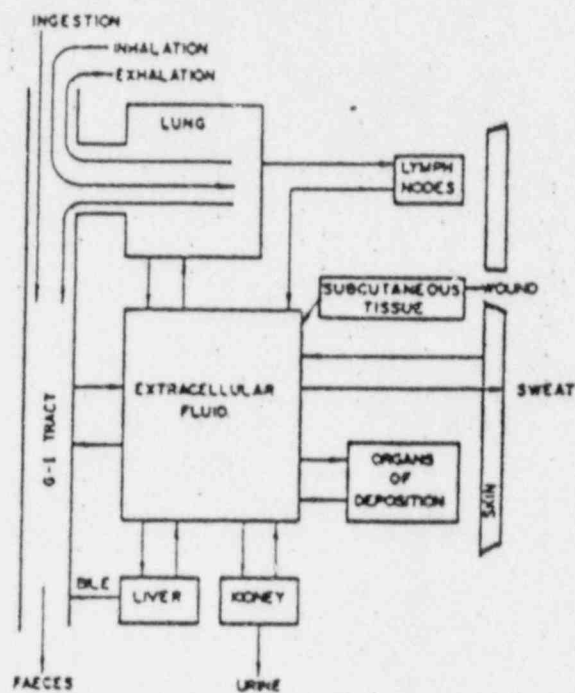 INGESTION
INHALATION
EXHALATION
LUNG
LYMPH
NODES
SUBCUTANEOUS
TISSUE
WOUND
EXTRACELLULAR
FLUID.
SWEAT
G-I TRACT
ORGANS
OF
DEPOSITION
SKIN
BILE
LIVER
KIDNEY
FAECES
URINE